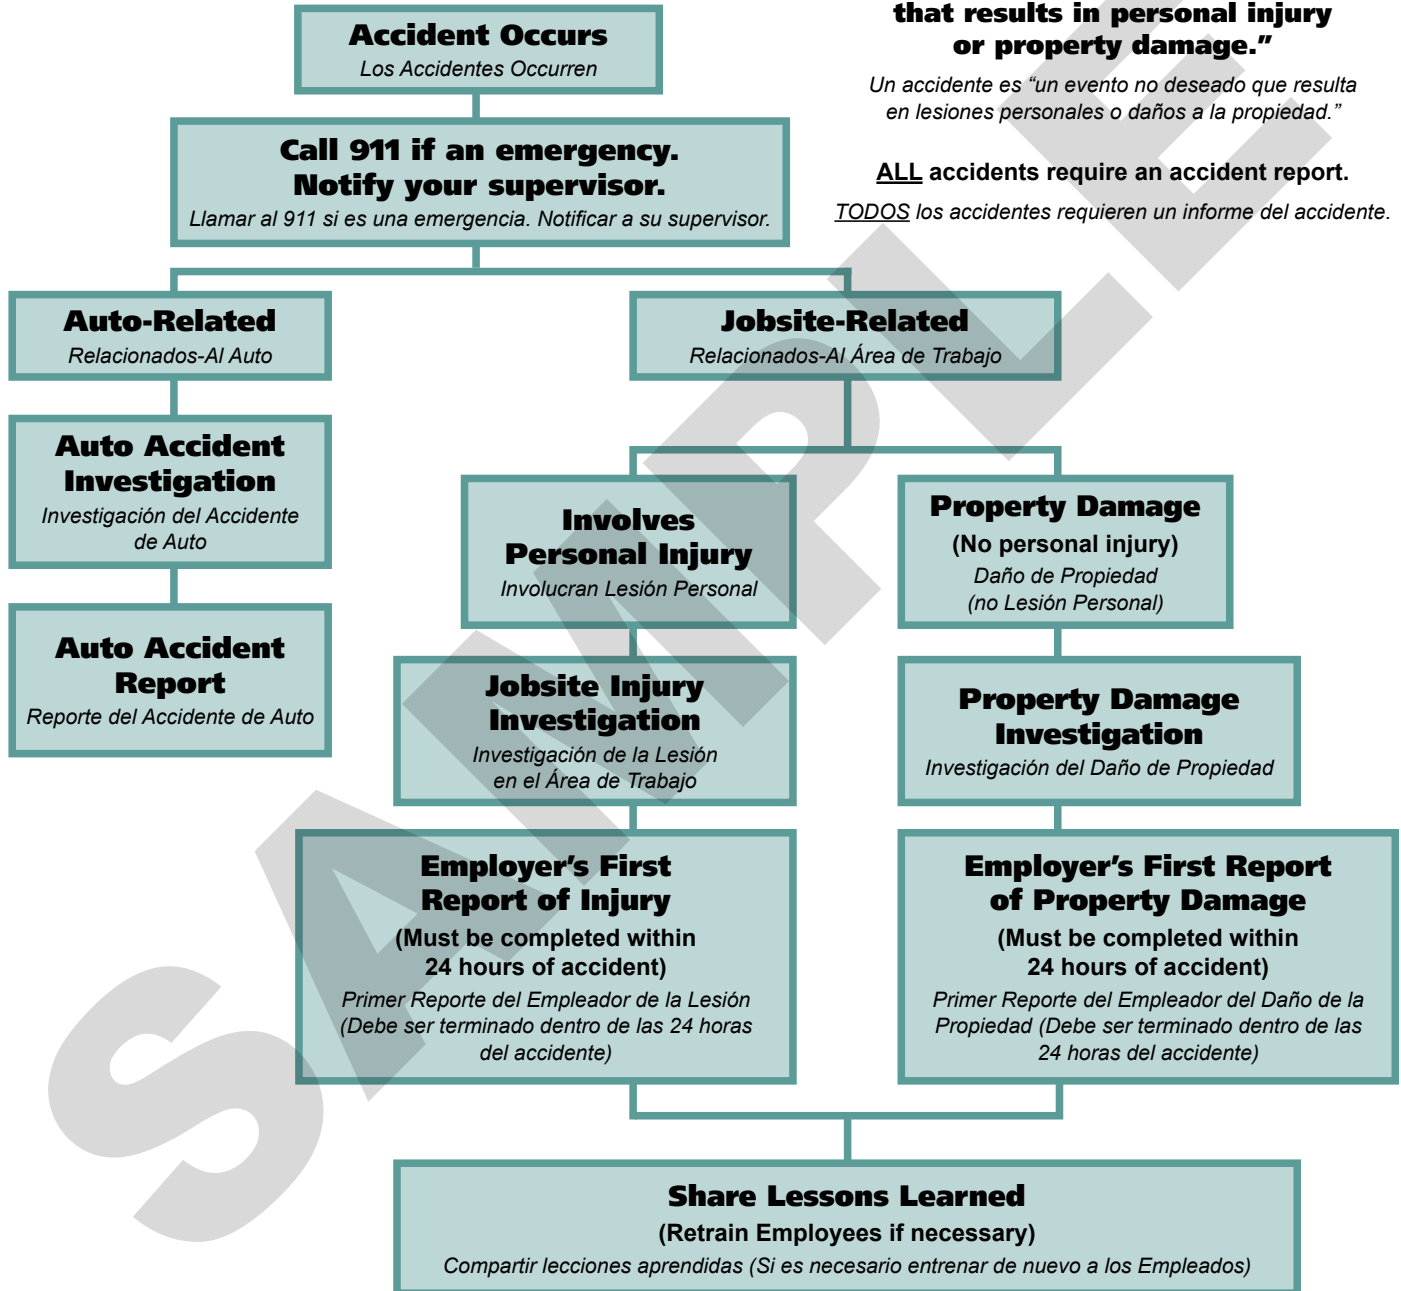 that results in personal injury
or property damage.”
Un accidente es “un evento no deseado que resulta
en lesiones personales o daños a la propiedad.”
ALL accidents require an accident report.
TODOS los accidentes requieren un informe del accidente.
Accident Occurs
Los Accidentes Occurren
Call 911 if an emergency.
Notify your supervisor.
Llamar al 911 si es una emergencia. Notificar a su supervisor.
Auto-Related
Relacionados-Al Auto
Jobsite-Related
Relacionados-Al Área de Trabajo
Auto Accident
Investigation
Investigación del Accidente
de Auto
Auto Accident
Report
Reporte del Accidente de Auto
Involves
Personal Injury
Involucran Lesión Personal
Property Damage
(No personal injury)
Daño de Propiedad
(no Lesión Personal)
Jobsite Injury
Investigation
Investigación de la Lesión
en el Área de Trabajo
Property Damage
Investigation
Investigación del Daño de Propiedad
Employer’s First
Report of Injury
(Must be completed within
24 hours of accident)
Primer Reporte del Empleador de la Lesión
(Debe ser terminado dentro de las 24 horas
del accidente)
Employer’s First Report
of Property Damage
(Must be completed within
24 hours of accident)
Primer Reporte del Empleador del Daño de la
Propiedad (Debe ser terminado dentro de las
24 horas del accidente)
Share Lessons Learned
(Retrain Employees if necessary)
Compartir lecciones aprendidas (Si es necesario entrenar de nuevo a los Empleados)
SAMPLE